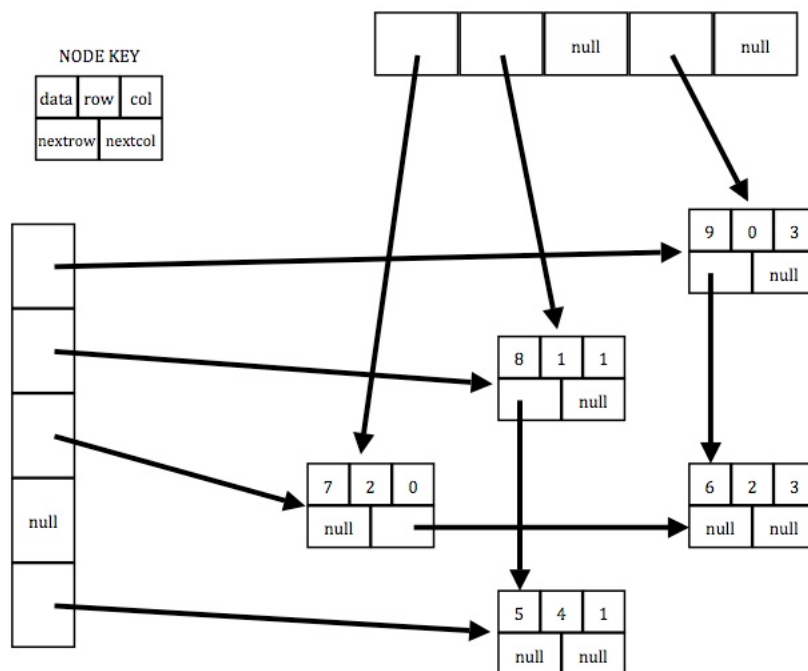 null null
NODE KEY
data row col
nextrow nextcol
9 0 3
null
8 1 1
null
7 2 0
null
6 2 3
null null
null
5 4 1
null null